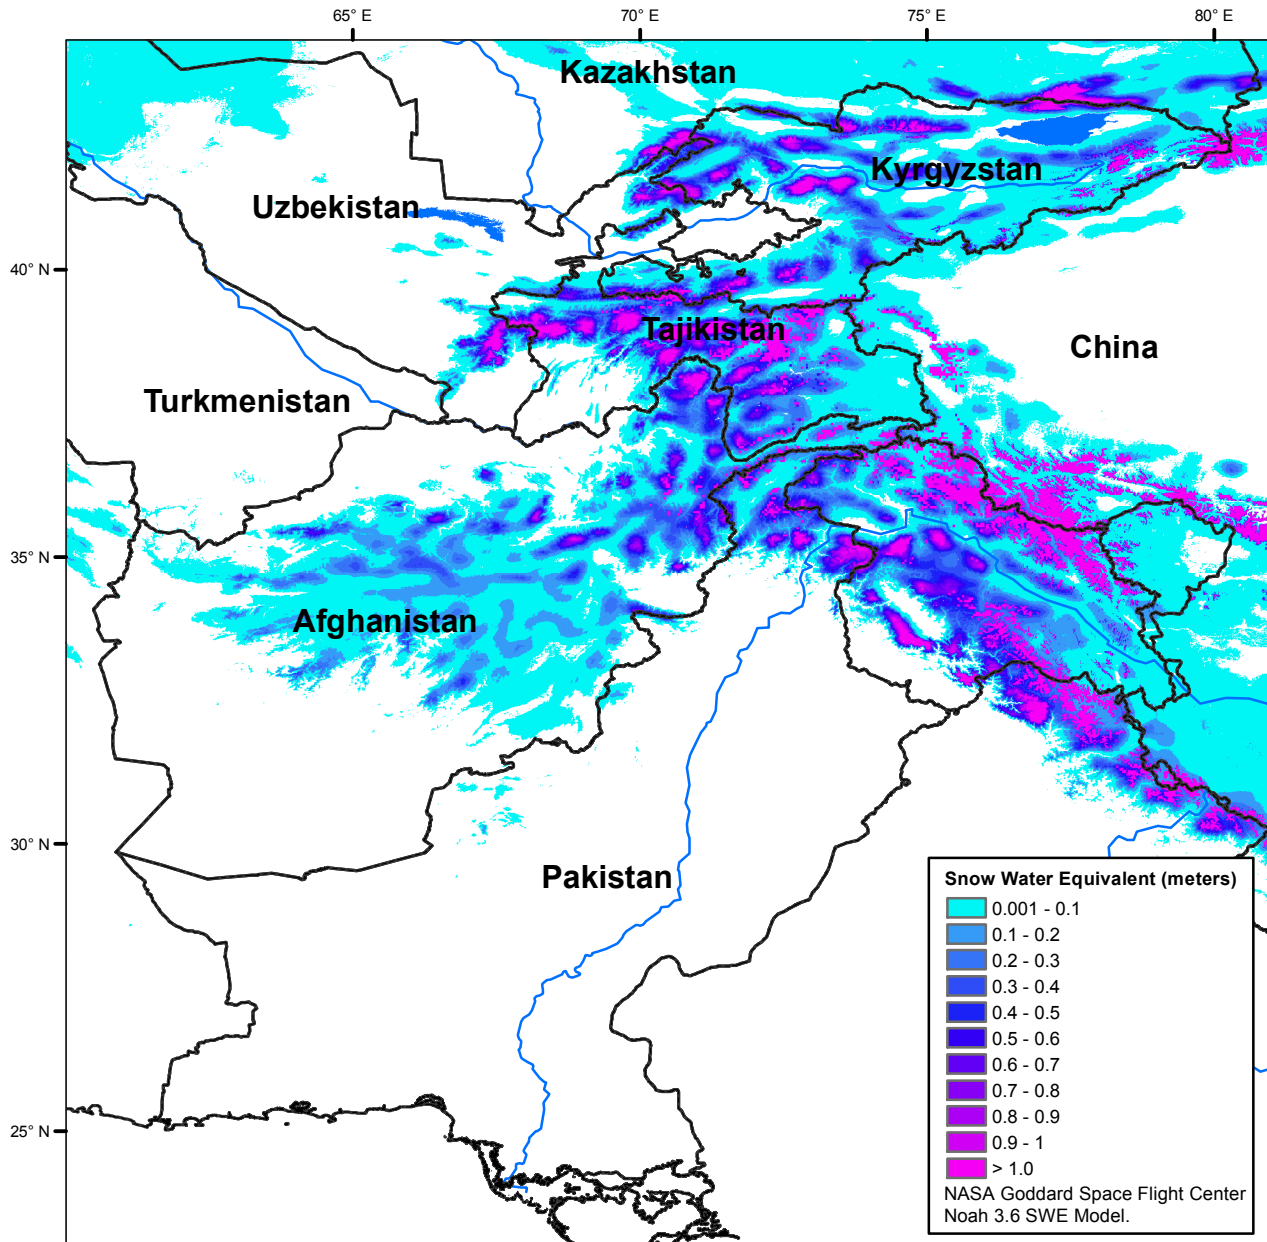 65° E
70° E
75° E
80° E
Kazakhstan
Kyrgyzstan
Uzbekistan
40° N
Tajikistan
China
Turkmenistan
35° N
Afghanistan
30° N
Pakistan
25° N
Snow Water Equivalent (meters)
0.001 - 0.1
0.1 - 0.2
0.2 - 0.3
0.3 - 0.4
0.4 - 0.5
0.5 - 0.6
0.6 - 0.7
0.7 - 0.8
0.8 - 0.9
0.9 - 1
> 1.0
NASA Goddard Space Flight Center
Noah 3.6 SWE Model.